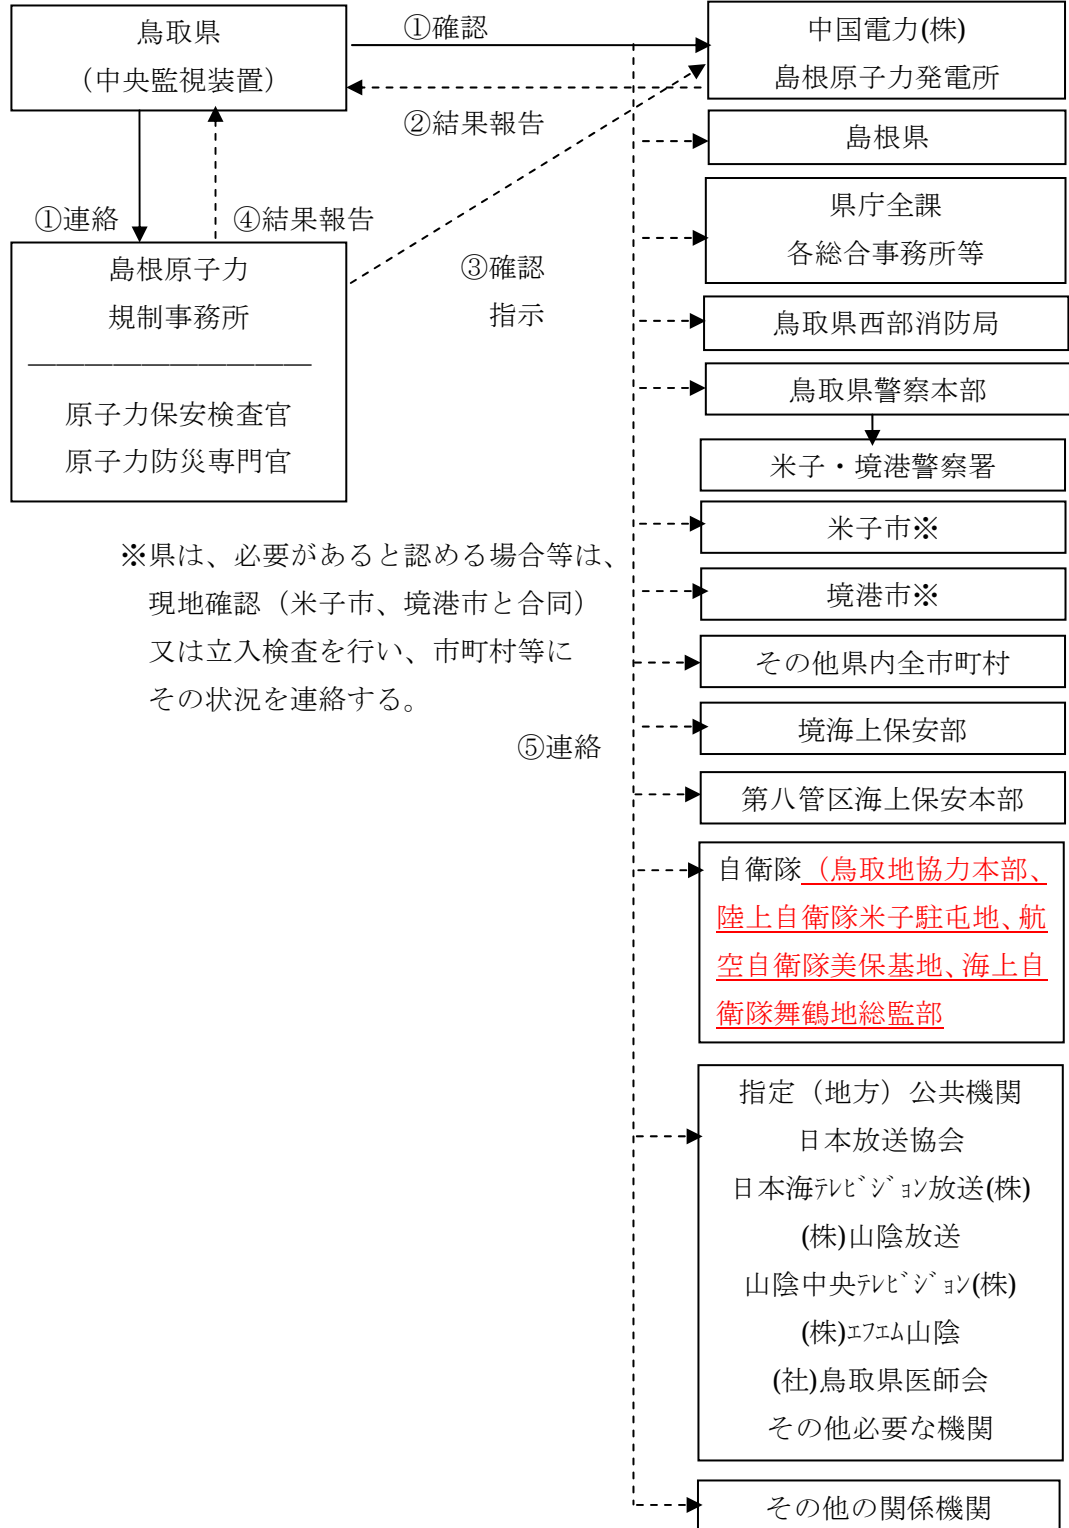 鳥取県
（中央監視装置）
①確認
中国電力(株)
島根原子力発電所
②結果報告
島根県
①連絡
④結果報告
県庁全課
各総合事務所等
島根原子力
規制事務所
――――――――――
原子力保安検査官
原子力防災専門官
③確認
指示
鳥取県西部消防局
鳥取県警察本部
米子・境港警察署
米子市※
境港市※
※県は、必要があると認める場合等は、
現地確認（米子市、境港市と合同）
又は立入検査を行い、市町村等に
その状況を連絡する。
その他県内全市町村
境海上保安部
⑤連絡
第八管区海上保安本部
自衛隊（鳥取地協力本部、
陸上自衛隊米子駐屯地、航
空自衛隊美保基地、海上自
衛隊舞鶴地総監部
指定（地方）公共機関
日本放送協会
日本海ﾃﾚﾋﾞｼﾞｮﾝ放送(株)
(株)山陰放送
山陰中央ﾃﾚﾋﾞｼﾞｮﾝ(株)
(株)ｴﾌｴﾑ山陰
(社)鳥取県医師会
その他必要な機関
その他の関係機関